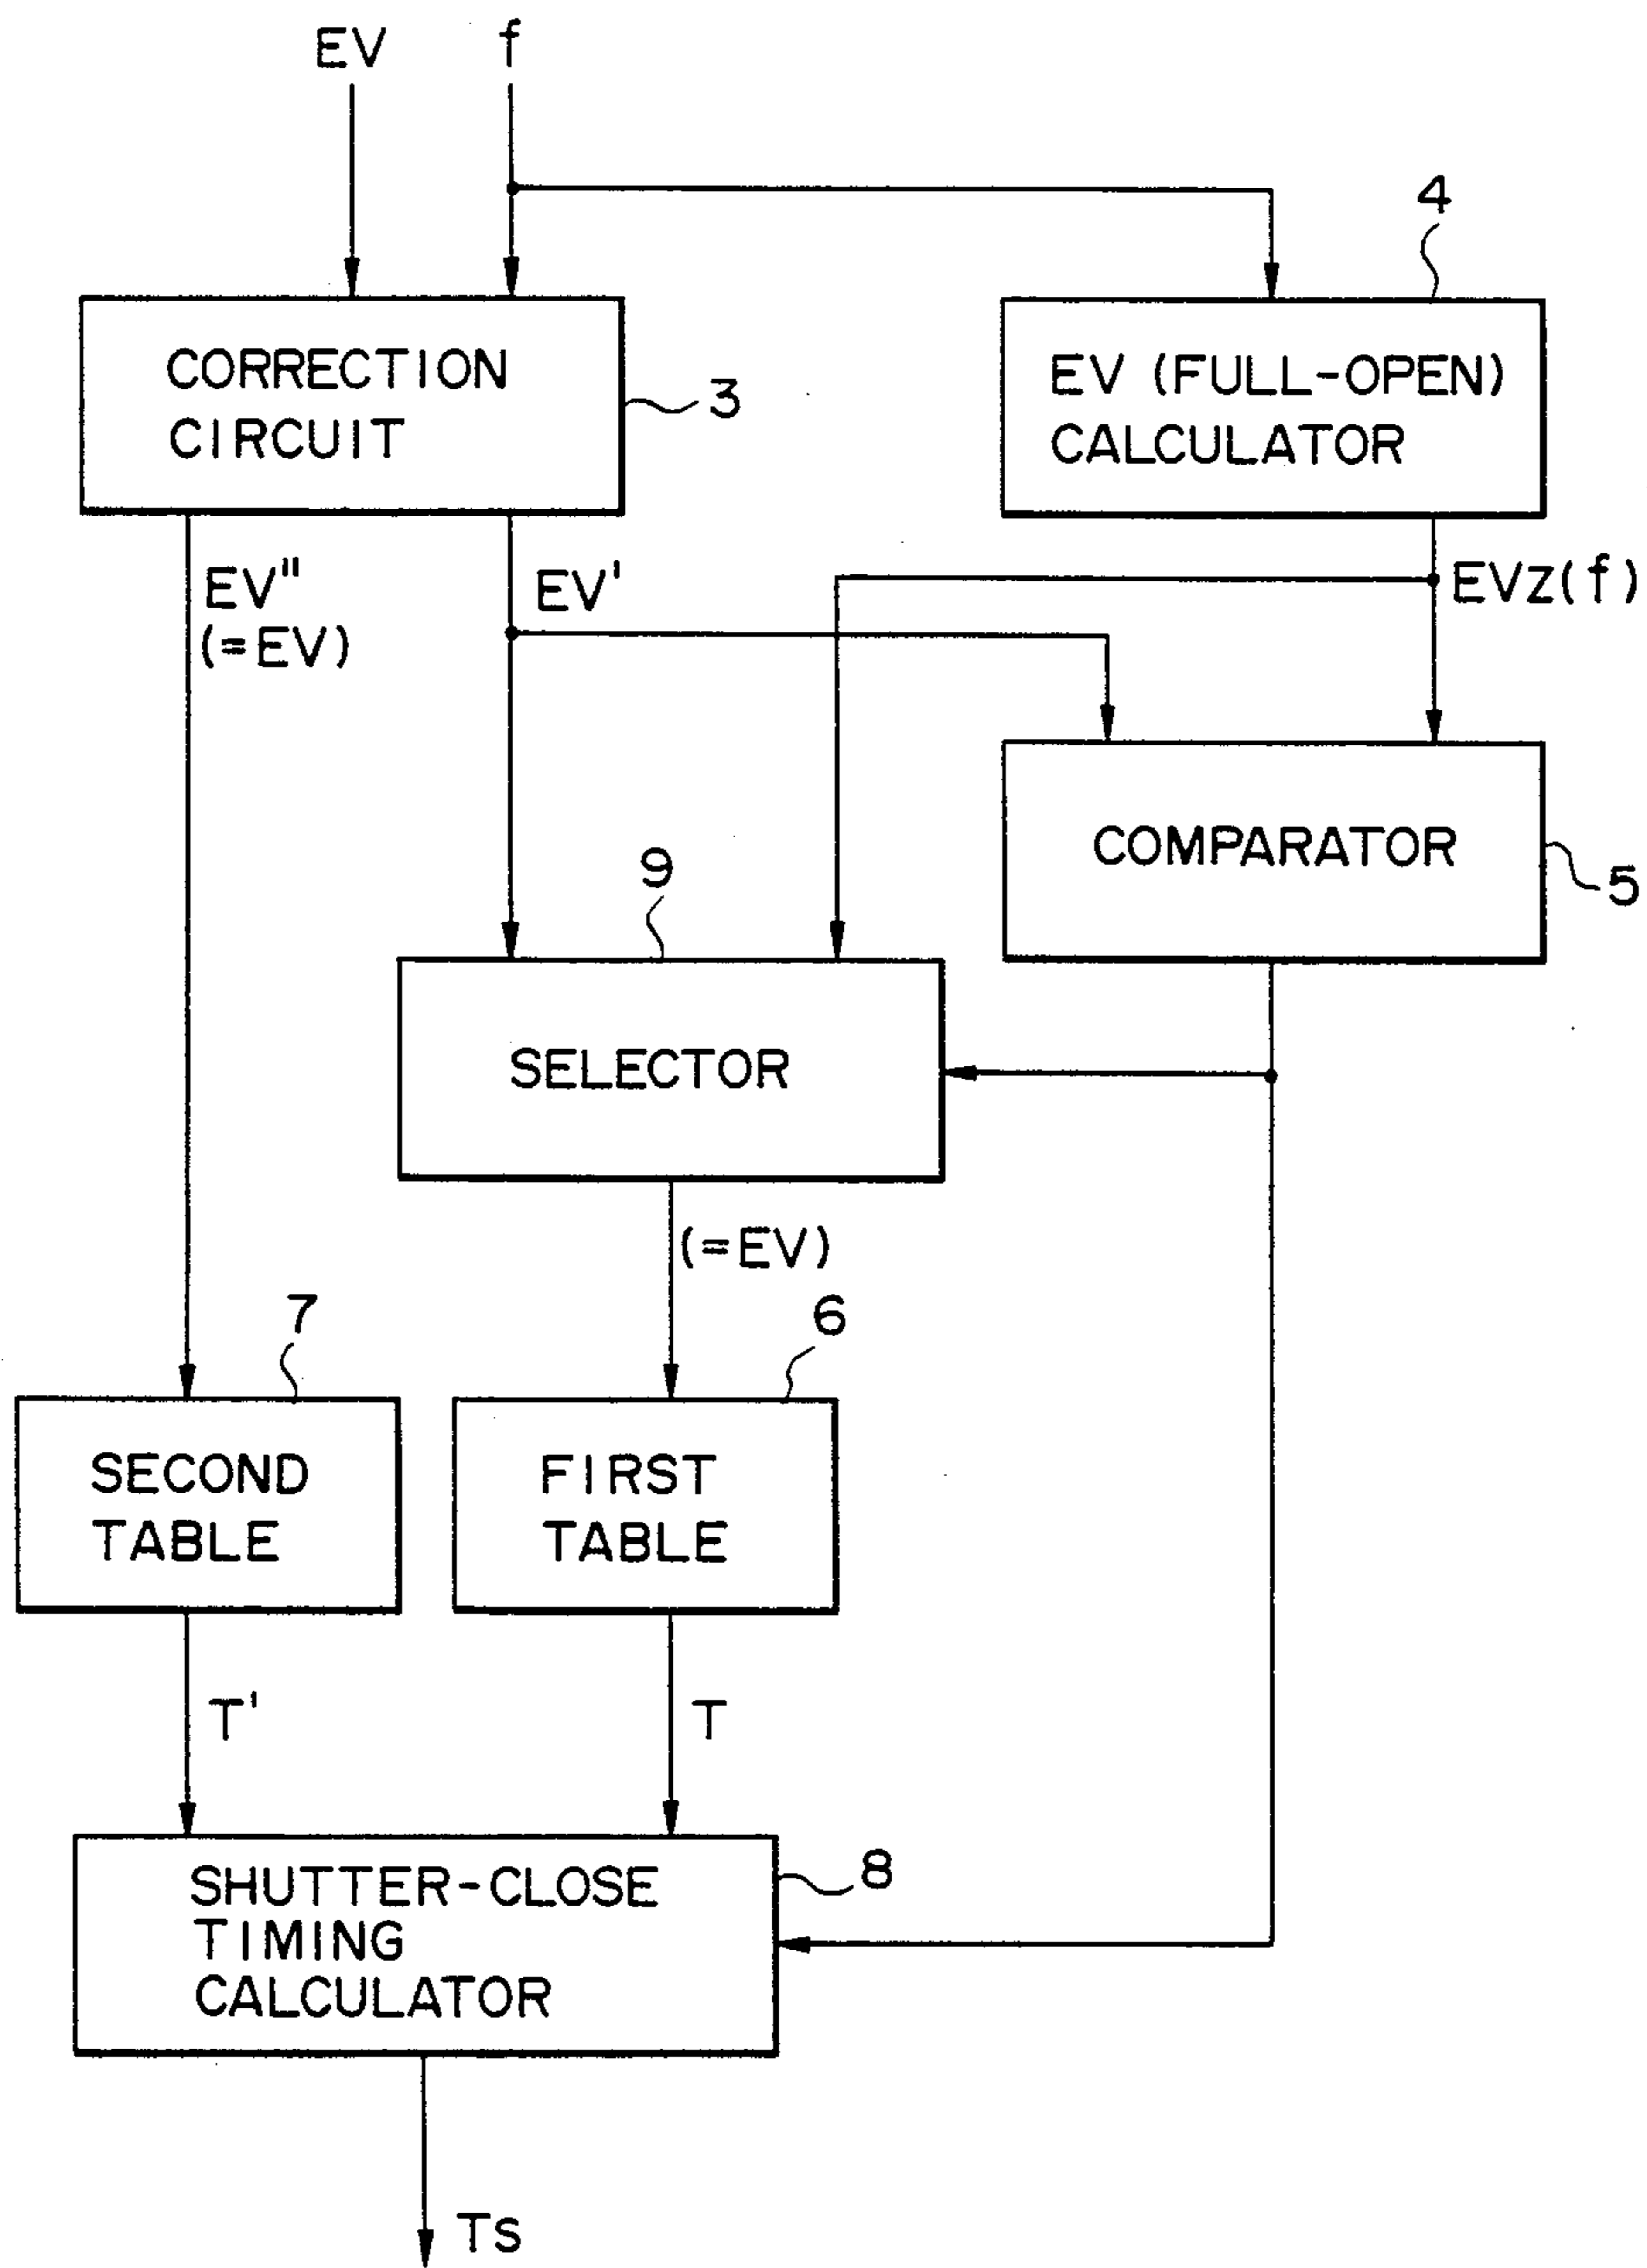 EV
f
4
CORRECTION
CIRCUIT
3
EV (FULL-OPEN)
CALCULATOR
EV"
(=EV)
EV'
EVZ(f)
COMPARATOR
5
9
SELECTOR
(=EV)
7
6
SECOND
TABLE
FIRST
TABLE
T'
T
SHUTTER-CLOSE
TIMING
CALCULATOR
8
TS